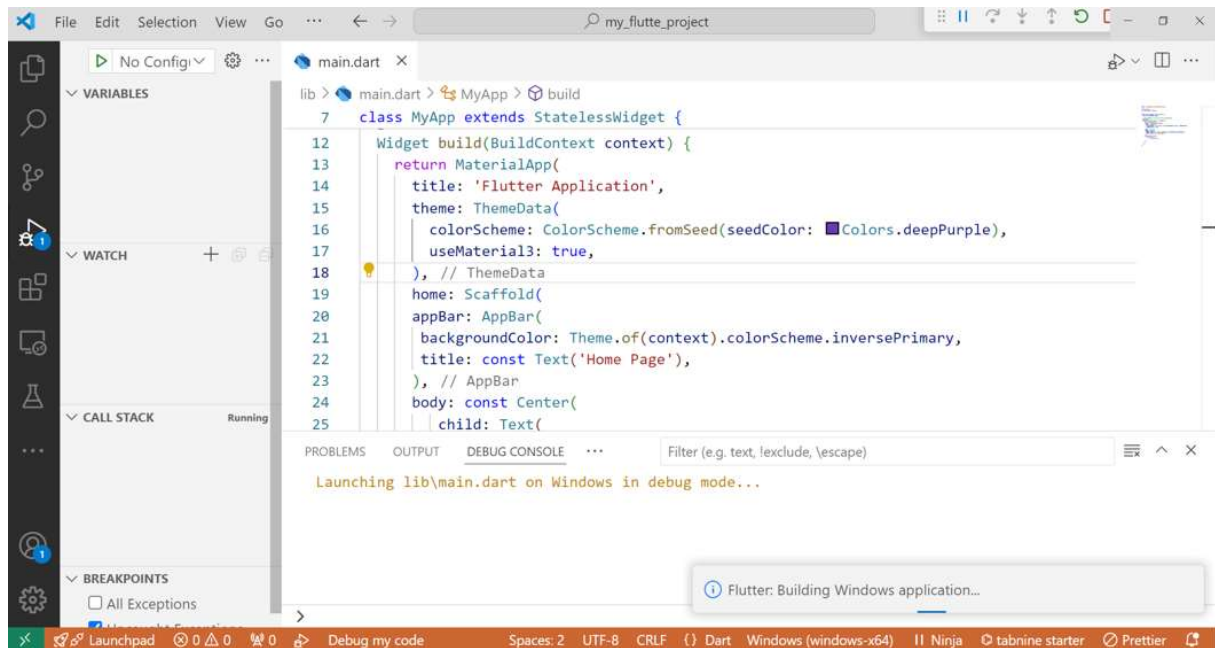 File Edit Selection View Go ... my_flutte_project
No Configi ...
main.dart
VARIABLES
WATCH
CALL STACK Running
BREAKPOINTS
All Exceptions
lib > main.dart > MyApp > build
7 class MyApp extends StatelessWidget {
12 Widget build(BuildContext context) {
13 return MaterialApp(
14 title: 'Flutter Application',
15 theme: ThemeData(
16 colorScheme: ColorScheme.fromSeed(seedColor: Colors.deepPurple),
17 useMaterial3: true,
18 ), // ThemeData
19 home: Scaffold(
20 appBar: AppBar(
21 backgroundColor: Theme.of(context).colorScheme.inversePrimary,
22 title: const Text('Home Page'),
23 ), // AppBar
24 body: const Center(
25 child: Text(
PROBLEMS OUTPUT DEBUG CONSOLE ... Filter (e.g. text, !exclude, \escape)
Launching lib\main.dart on Windows in debug mode...
Flutter: Building Windows application...
>
1
1
Launchpad 0 0 0 Debug my code Spaces: 2 UTF-8 CRLF {} Dart Windows (windows-x64) Ninja tabnine starter Prettier